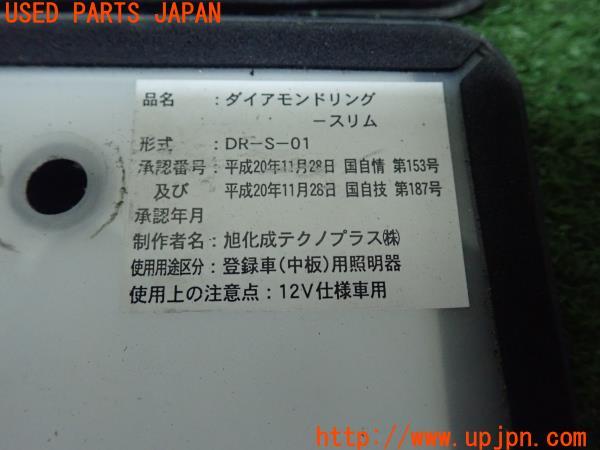 USED PARTS JAPAN
品名 :ダイアモンドリング
-スリム
形式 :DR-S-01
承認番号:平成20年11月28日 国自情 第153号
及び 平成20年11月28日 国自技 第187号
承認年月
制作者名:旭化成テクノプラス㈱
使用用途区分:登録車(中板)用照明器
使用上の注意点:12V仕様車用
USED PARTS JAPAN
http://www.upjpn.com/